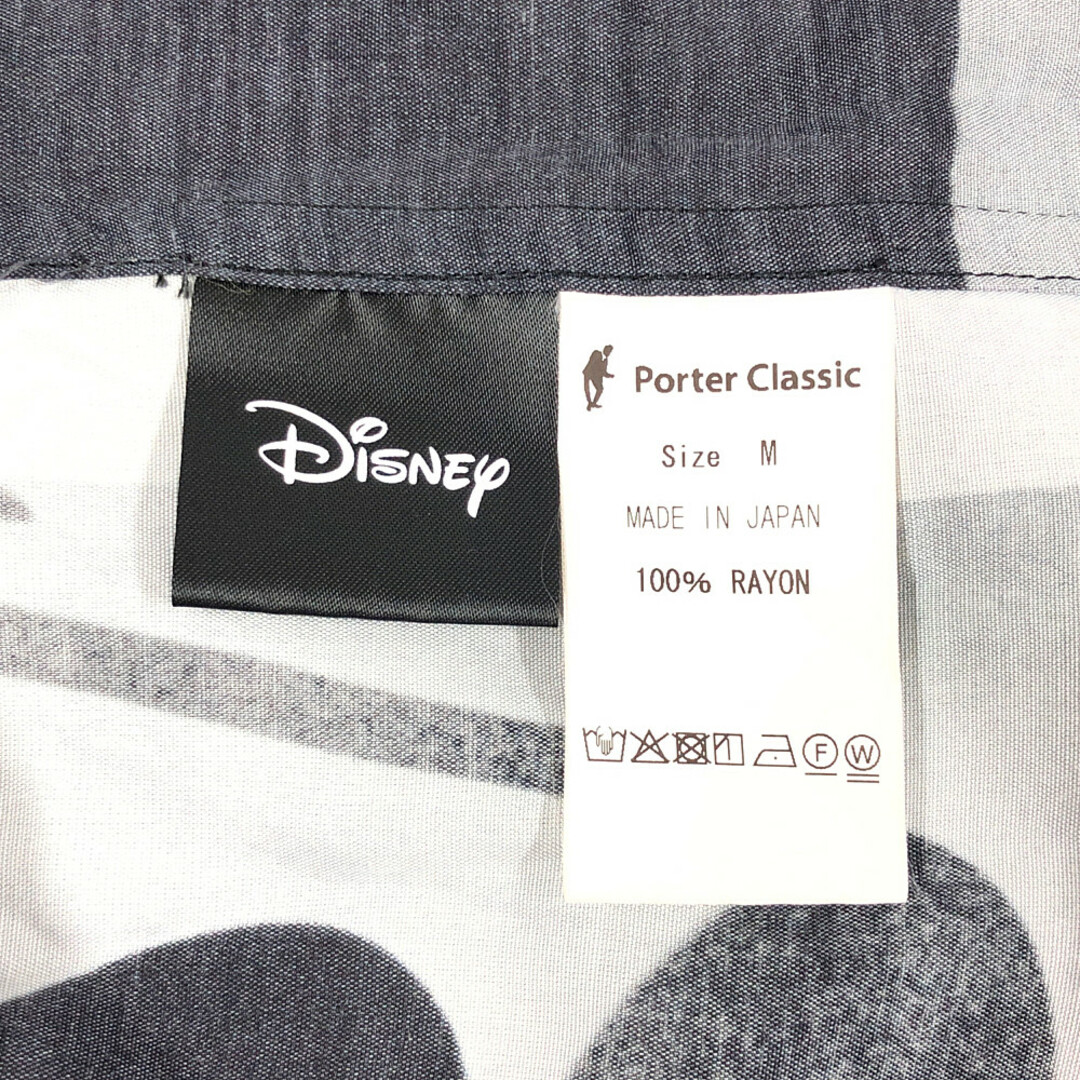 Disney
Porter Classic
Size M
MADE IN JAPAN
100% RAYON
F W